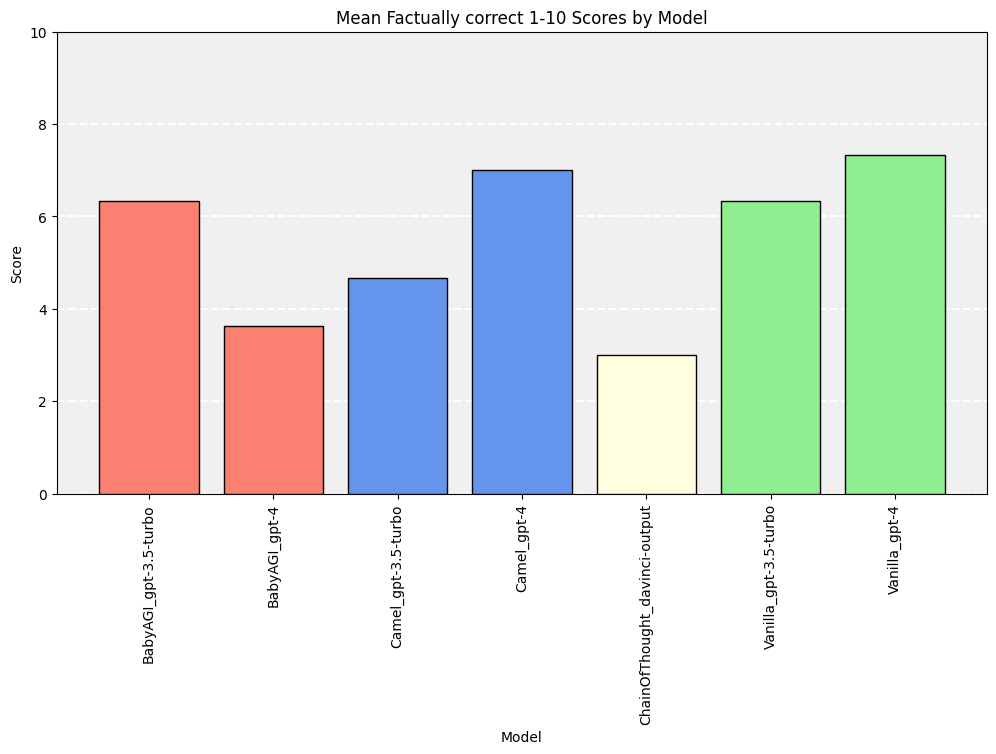 Mean Factually correct 1-10 Scores by Model
10
8
6
4
2
0
Score
BabyAGI_gpt-3.5-turbo
BabyAGI_gpt-4
Camel_gpt-3.5-turbo
Camel_gpt-4
ChainOfThought_davinci-output
Vanilla_gpt-3.5-turbo
Vanilla_gpt-4
Model